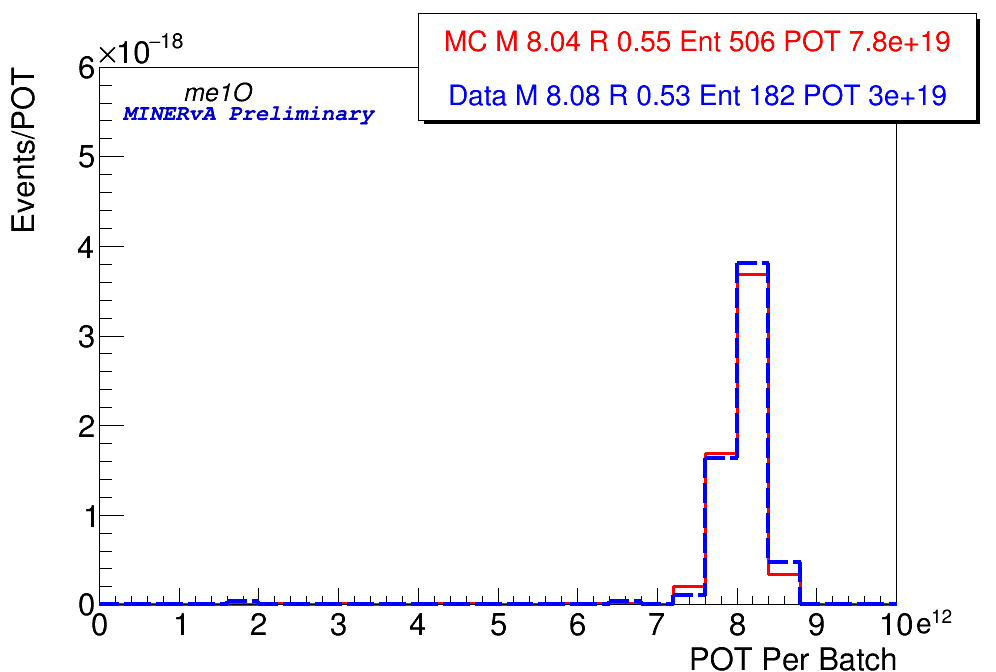 ×10⁻¹⁸
MC M 8.04 R 0.55 Ent 506 POT 7.8e+19
Data M 8.08 R 0.53 Ent 182 POT 3e+19
me1O
MINERvA Preliminary
Events/POT
6
5
4
3
2
1
0
0 1 2 3 4 5 6 7 8 9 10 e¹²
POT Per Batch